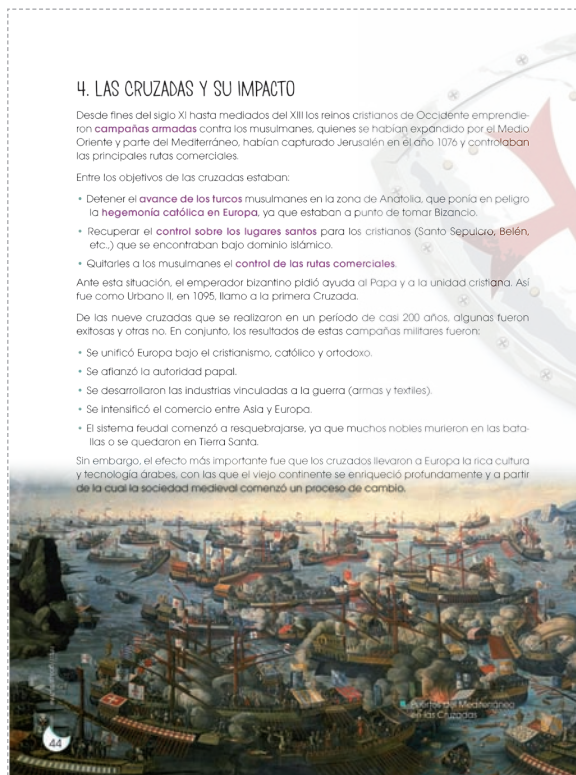 4. LAS CRUZADAS Y SU IMPACTO
Desde fines del siglo XI hasta mediados del XIII los reinos cristianos de Occidente emprendie-
ron campañas armadas contra los musulmanes, quienes se habían expandido por el Medio
Oriente y parte del Mediterráneo, habían capturado Jerusalén en el año 1076 y controlaban
las principales rutas comerciales.
Entre los objetivos de las cruzadas estaban:
• Detener el avance de los turcos musulmanes en la zona de Anatolia, que ponía en peligro
la hegemonía católica en Europa, ya que estaban a punto de tomar Bizancio.
• Recuperar el control sobre los lugares santos para los cristianos (Santo Sepulcro, Belén,
etc.,) que se encontraban bajo dominio islámico.
• Quitarles a los musulmanes el control de las rutas comerciales.
Ante esta situación, el emperador bizantino pidió ayuda al Papa y a la unidad cristiana. Así
fue como Urbano II, en 1095, llamo a la primera Cruzada.
De las nueve cruzadas que se realizaron en un período de casi 200 años, algunas fueron
exitosas y otras no. En conjunto, los resultados de estas campañas militares fueron:
• Se unificó Europa bajo el cristianismo, católico y ortodoxo.
• Se afianzó la autoridad papal.
• Se desarrollaron las industrias vinculadas a la guerra (armas y textiles).
• Se intensificó el comercio entre Asia y Europa.
• El sistema feudal comenzó a resquebrajarse, ya que muchos nobles murieron en las bata-
llas o se quedaron en Tierra Santa.
Sin embargo, el efecto más importante fue que los cruzados llevaron a Europa la rica cultura
y tecnología árabes, con las que el viejo continente se enriqueció profundamente y a partir
de la cual la sociedad medieval comenzó un proceso de cambio.
Puertos del Mediterráneo
en las Cruzadas
44